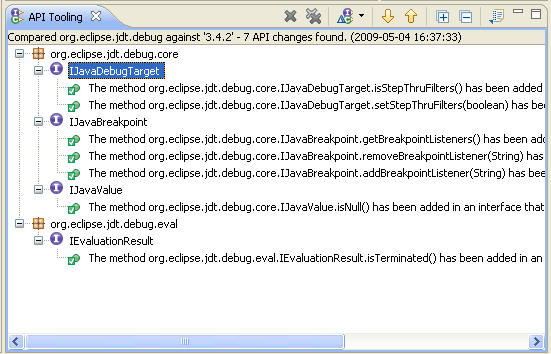 API Tooling
Compared org.eclipse.jdt.debug against '3.4.2' - 7 API changes found. (2009-05-04 16:37:33)
org.eclipse.jdt.debug.core
IJavaDebugTarget
The method org.eclipse.jdt.debug.core.IJavaDebugTarget.isStepThruFilters() has been added
The method org.eclipse.jdt.debug.core.IJavaDebugTarget.setStepThruFilters(boolean) has bee
IJavaBreakpoint
The method org.eclipse.jdt.debug.core.IJavaBreakpoint.getBreakpointListeners() has been add
The method org.eclipse.jdt.debug.core.IJavaBreakpoint.removeBreakpointListener(String) has
The method org.eclipse.jdt.debug.core.IJavaBreakpoint.addBreakpointListener(String) has been
IJavaValue
The method org.eclipse.jdt.debug.core.IJavaValue.isNull() has been added in an interface that
org.eclipse.jdt.debug.eval
IEvaluationResult
The method org.eclipse.jdt.debug.eval.IEvaluationResult.isTerminated() has been added in an